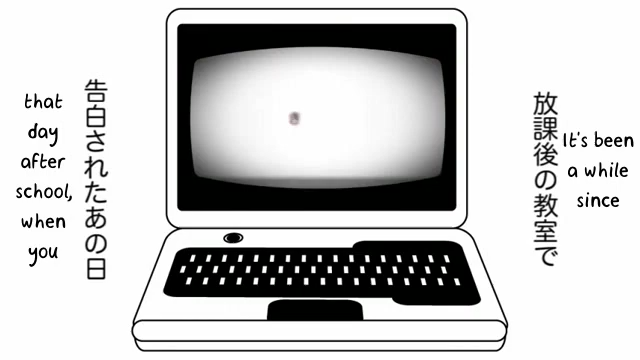 放課後の教室で
It's been
a while
since
告白されたあの日
that
day
after
school,
when
you